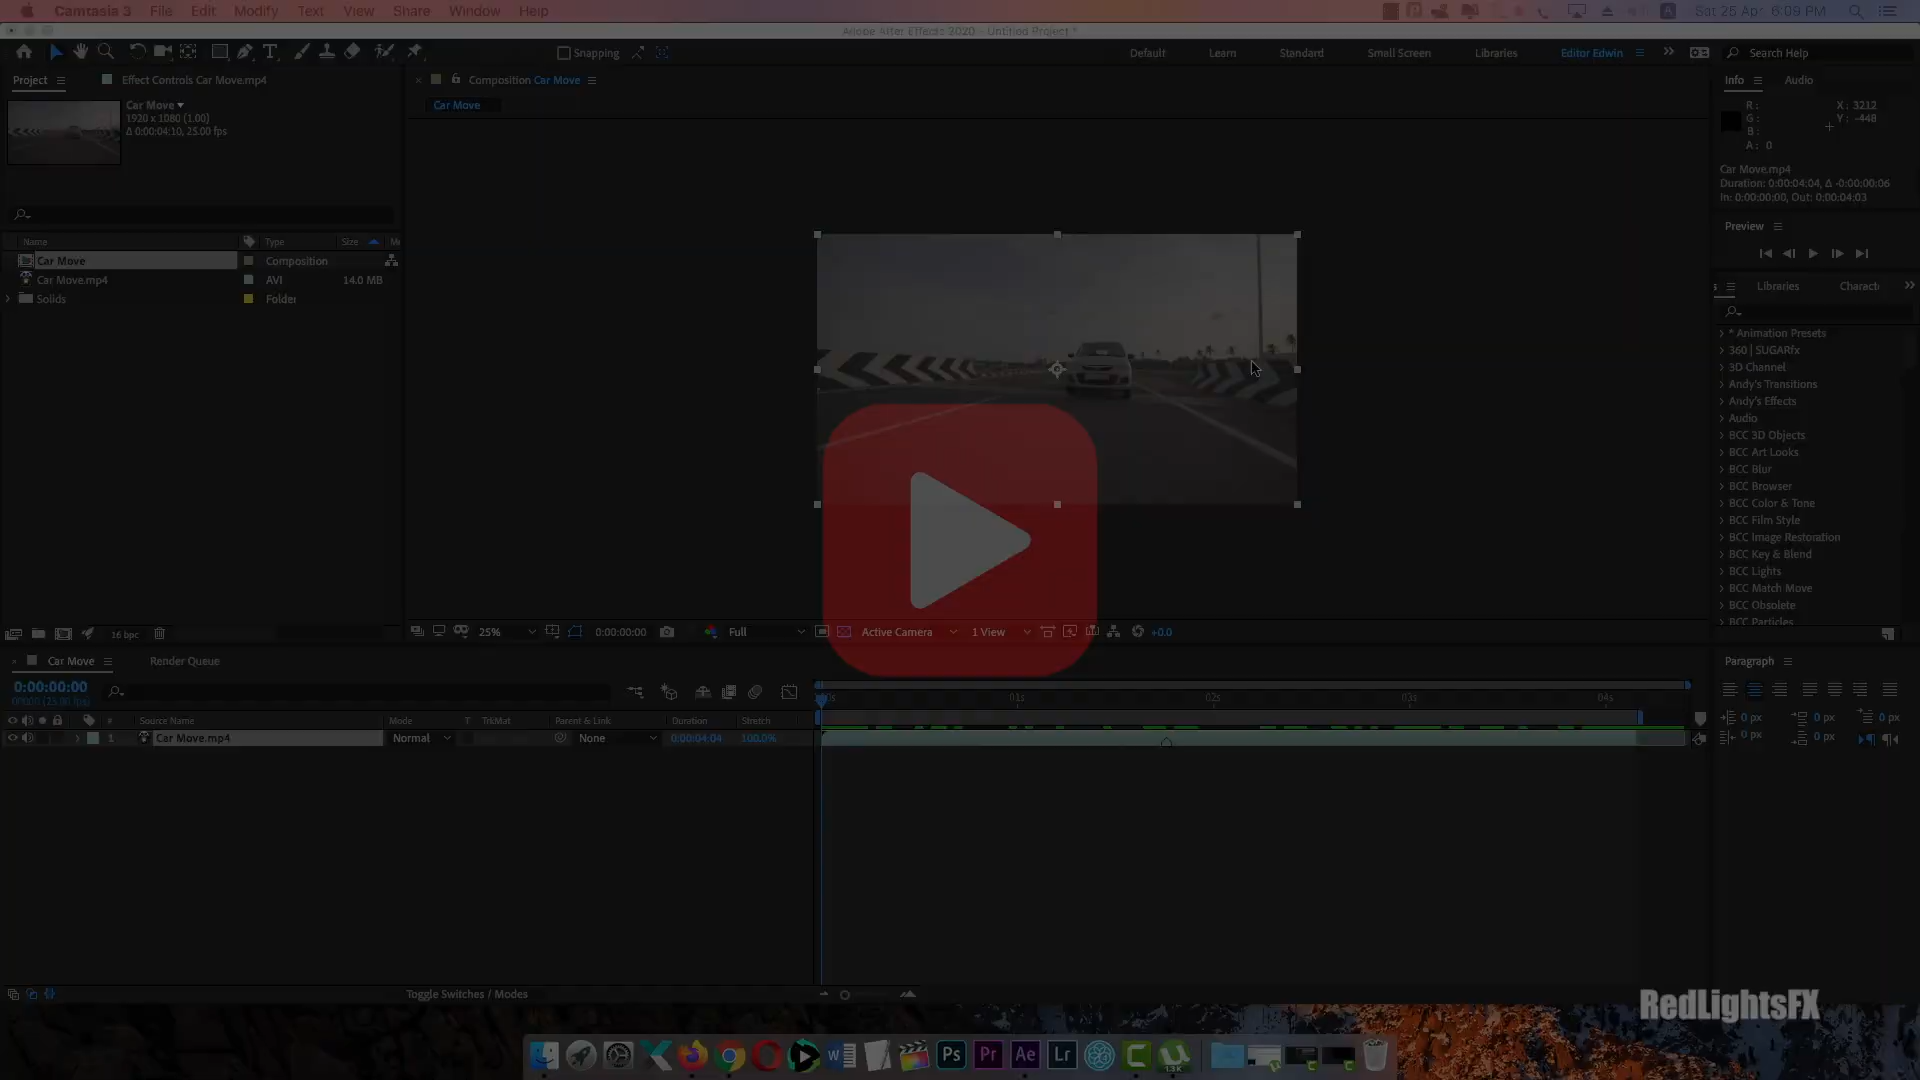 Camtasia 3 File Edit Modify Text View Share Window Help Sat 25 Apr 6:09 PM
Adobe After Effects 2020 - Untitled Project *
Snapping Default Learn Standard Small Screen Libraries Editor Edwin Search Help
Project Effect Controls Car Move.mp4
Composition Car Move
Info Audio
Car Move
1920 x 1080 (1.00)
Δ 0:00:04:10, 25.00 fps
Car Move
R :
G :
B :
A : 0
X : 3212
Y : -448
Car Move.mp4
Duration: 0:00:04:04, Δ -0:00:00:06
In: 0:00:00:00, Out: 0:00:04:03
Preview
Name Type Size
Car Move Composition
Car Move.mp4 AVI 14.0 MB
Solids Folder
s Libraries Charact
* Animation Presets
360 | SUGARfx
3D Channel
Andy's Transitions
Andy's Effects
Audio
BCC 3D Objects
BCC Art Looks
BCC Blur
BCC Browser
BCC Color & Tone
BCC Film Style
BCC Image Restoration
BCC Key & Blend
BCC Lights
BCC Match Move
BCC Obsolete
BCC Particles
16 bpc
25% 0:00:00:00 Full Active Camera 1 View +0.0
Car Move Render Queue
Paragraph
0:00:00:00
00000 (25.00 fps)
01s 02s 03s 04s
# Source Name Mode T TrkMat Parent & Link Duration Stretch
1 Car Move.mp4 Normal None 0:00:04:04 100.0%
0 px 0 px 0 px
0 px 0 px
Toggle Switches / Modes
RedLightsFX
W Ps Pr Ae Lr C
1.3 K